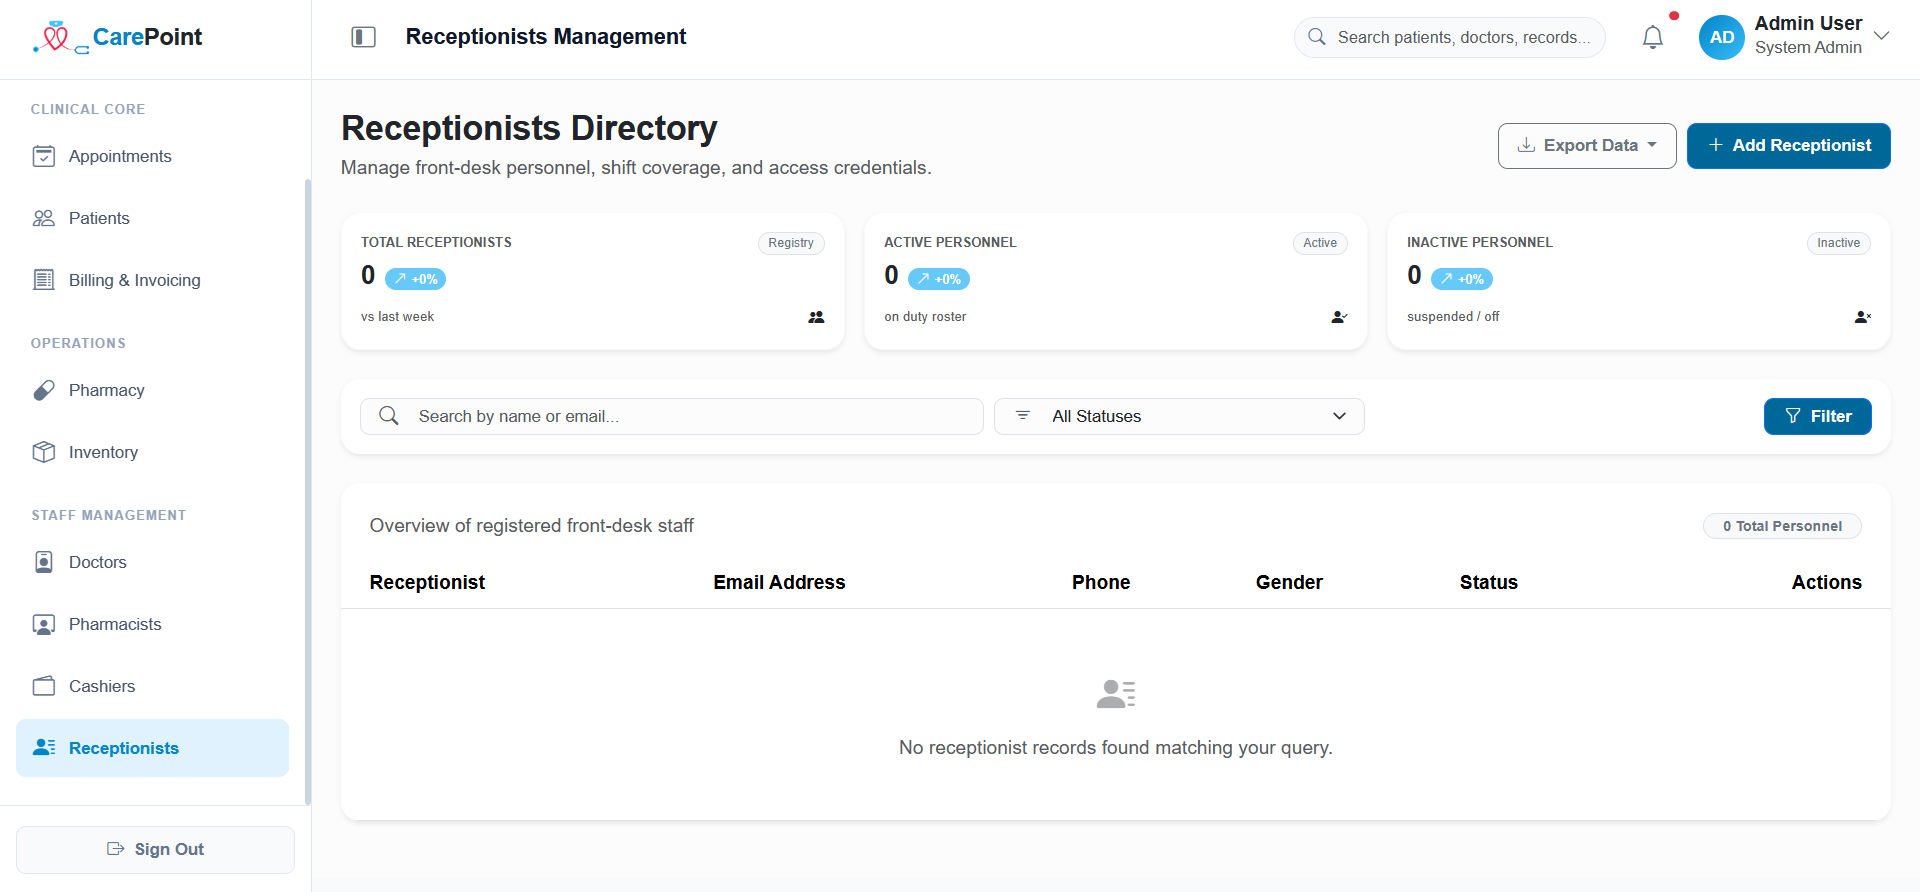 CarePoint
Receptionists Management
Search patients, doctors, records...
AD
Admin User
System Admin
CLINICAL CORE
Appointments
Patients
Billing & Invoicing
OPERATIONS
Pharmacy
Inventory
STAFF MANAGEMENT
Doctors
Pharmacists
Cashiers
Receptionists
Sign Out
Receptionists Directory
Manage front-desk personnel, shift coverage, and access credentials.
Export Data
Add Receptionist
TOTAL RECEPTIONISTS Registry
0 +0%
vs last week
ACTIVE PERSONNEL Active
0 +0%
on duty roster
INACTIVE PERSONNEL Inactive
0 +0%
suspended / off
Search by name or email...
All Statuses
Filter
Overview of registered front-desk staff
0 Total Personnel
Receptionist Email Address Phone Gender Status Actions
No receptionist records found matching your query.